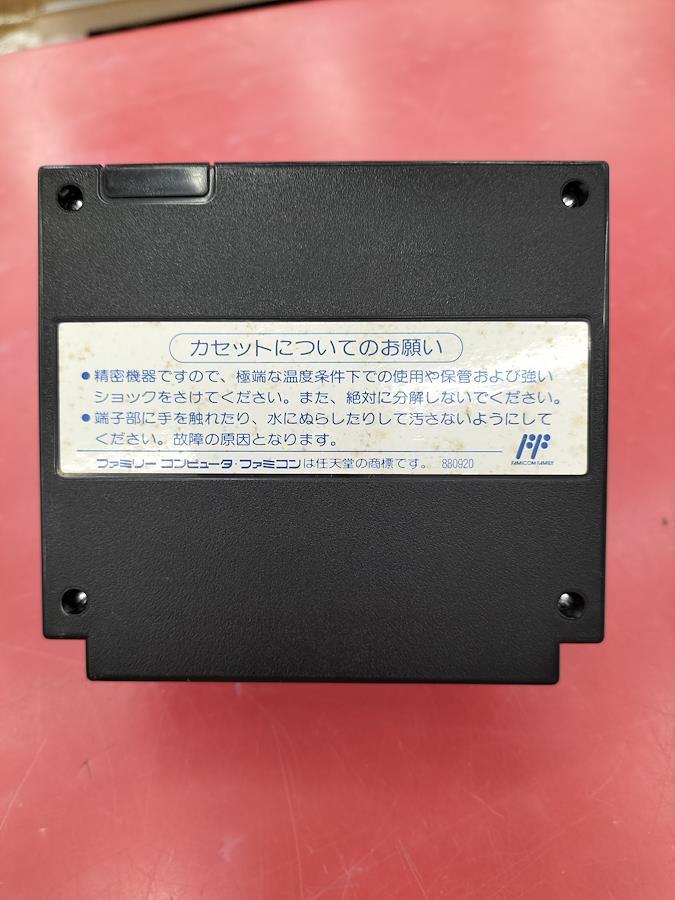 カセットについてのお願い
●精密機器ですので、極端な温度条件下での使用や保管および強い
ショックをさけてください。また、絶対に分解しないでください。
●端子部に手を触れたり、水にぬらしたりして汚さないようにして
ください。故障の原因となります。
ファミリーコンピュータ・ファミコンは任天堂の商標です。 880920
FF
FAMICOM FAMILY